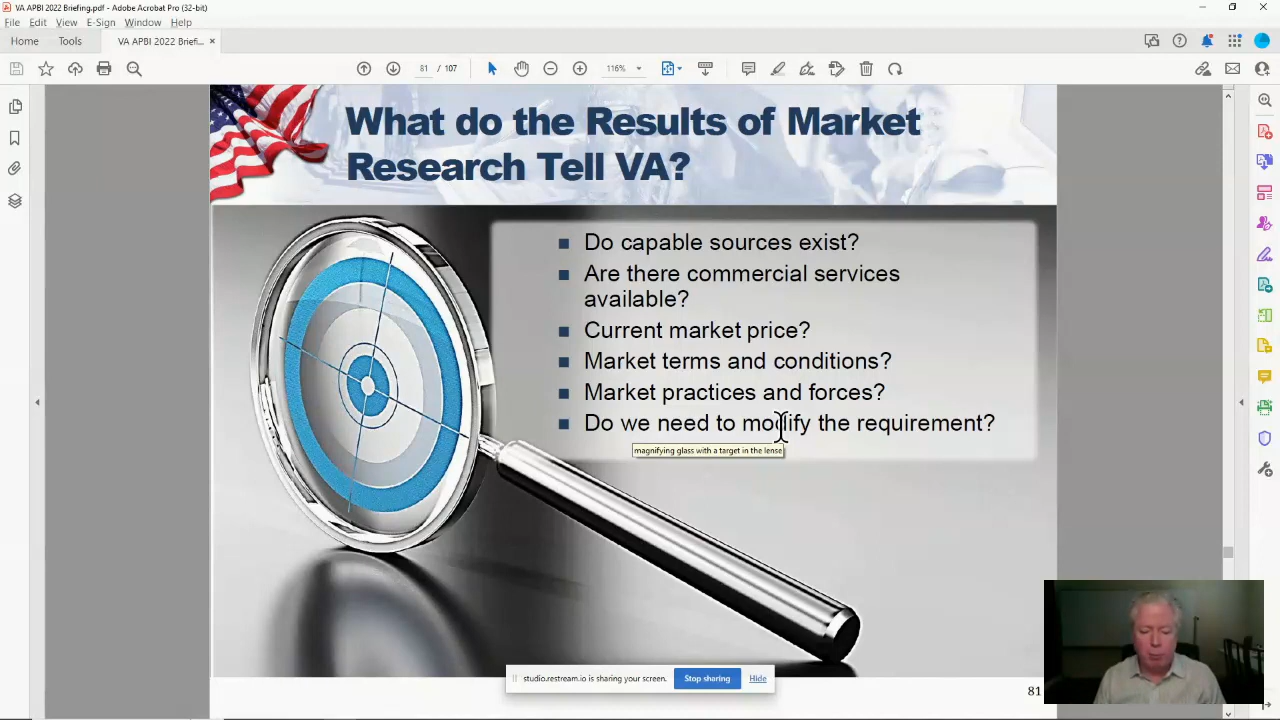 VA APBI 2022 Briefing.pdf - Adobe Acrobat Pro (32-bit)
File Edit View E-Sign Window Help
Home Tools VA APBI 2022 Briefi... ×
81 / 107 116%
What do the Results of Market
Research Tell VA?
Do capable sources exist?
Are there commercial services
available?
Current market price?
Market terms and conditions?
Market practices and forces?
Do we need to modify the requirement?
magnifying glass with a target in the lense
studio.restream.io is sharing your screen. Stop sharing Hide
81